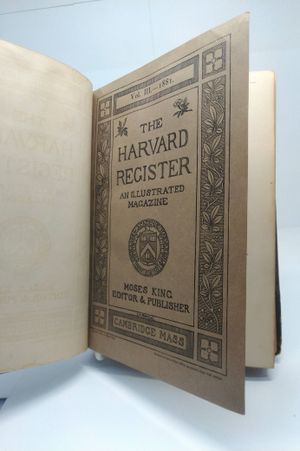 Vol. III.—1881.
THE
HARVARD
REGISTER
AN ILLUSTRATED
MAGAZINE
MOSES KING
EDITOR & PUBLISHER
CAMBRIDGE MASS